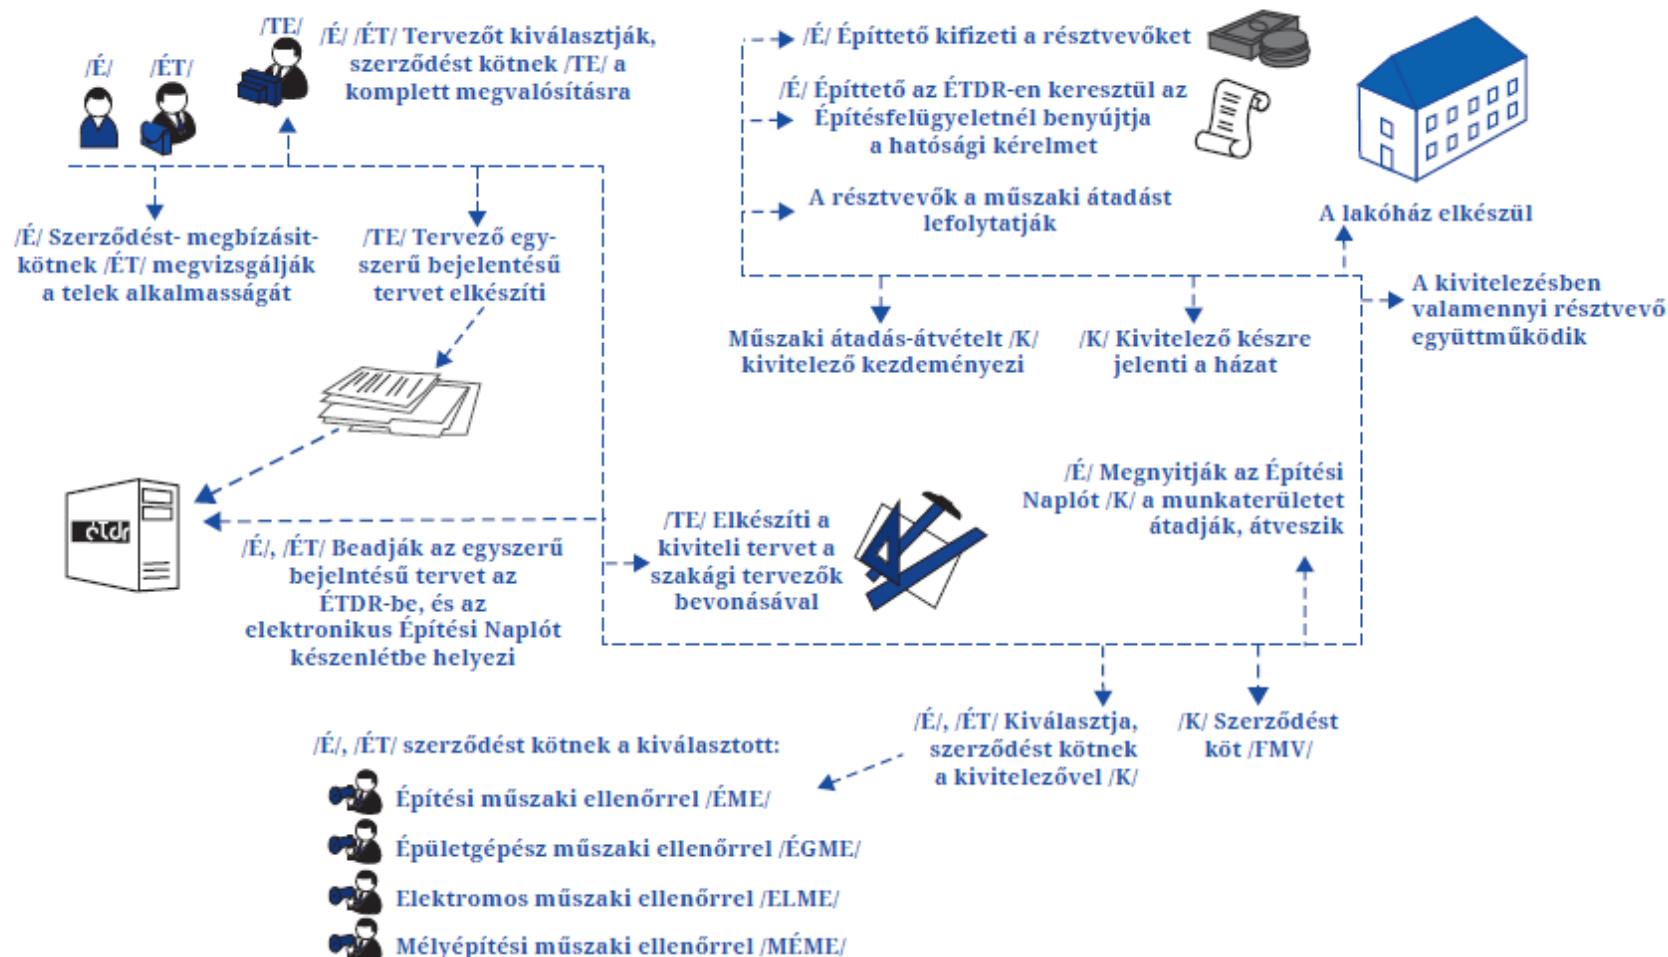 /É/
/ÉT/
/TE/
/É/ /ÉT/ Tervezőt kiválasztják,
szerződést kötnek /TE/ a
komplett megvalósításra
/É/ Szerződést- megbízásit-
kötnek /ÉT/ megvizsgálják
a telek alkalmasságát
/TE/ Tervező egy-
szerű bejelentésű
tervet elkészíti
étdr
/É/, /ÉT/ Beadják az egyszerű
bejelntésű tervet az
ÉTDR-be, és az
elektronikus Építési Naplót
készenlétbe helyezi
/TE/ Elkészíti a
kiviteli tervet a
szakági tervezők
bevonásával
/É/, /ÉT/ Kiválasztja,
szerződést kötnek
a kivitelezővel /K/
/É/, /ÉT/ szerződést kötnek a kiválasztott:
Építési műszaki ellenőrrel /ÉME/
Épületgépész műszaki ellenőrrel /ÉGME/
Elektromos műszaki ellenőrrel /ELME/
Mélyépítési műszaki ellenőrrel /MÉME/
/K/ Szerződést
köt /FMV/
/É/ Megnyitják az Építési
Naplót /K/ a munkaterületet
átadják, átveszik
A kivitelezésben
valamennyi résztvevő
együttműködik
A lakóház elkészül
/K/ Kivitelező készre
jelenti a házat
Műszaki átadás-átvételt /K/
kivitelező kezdeményezi
A résztvevők a műszaki átadást
lefolytatják
/É/ Építtető az ÉTDR-en keresztül az
Építésfelügyeletnél benyújtja
a hatósági kérelmet
/É/ Építtető kifizeti a résztvevőket